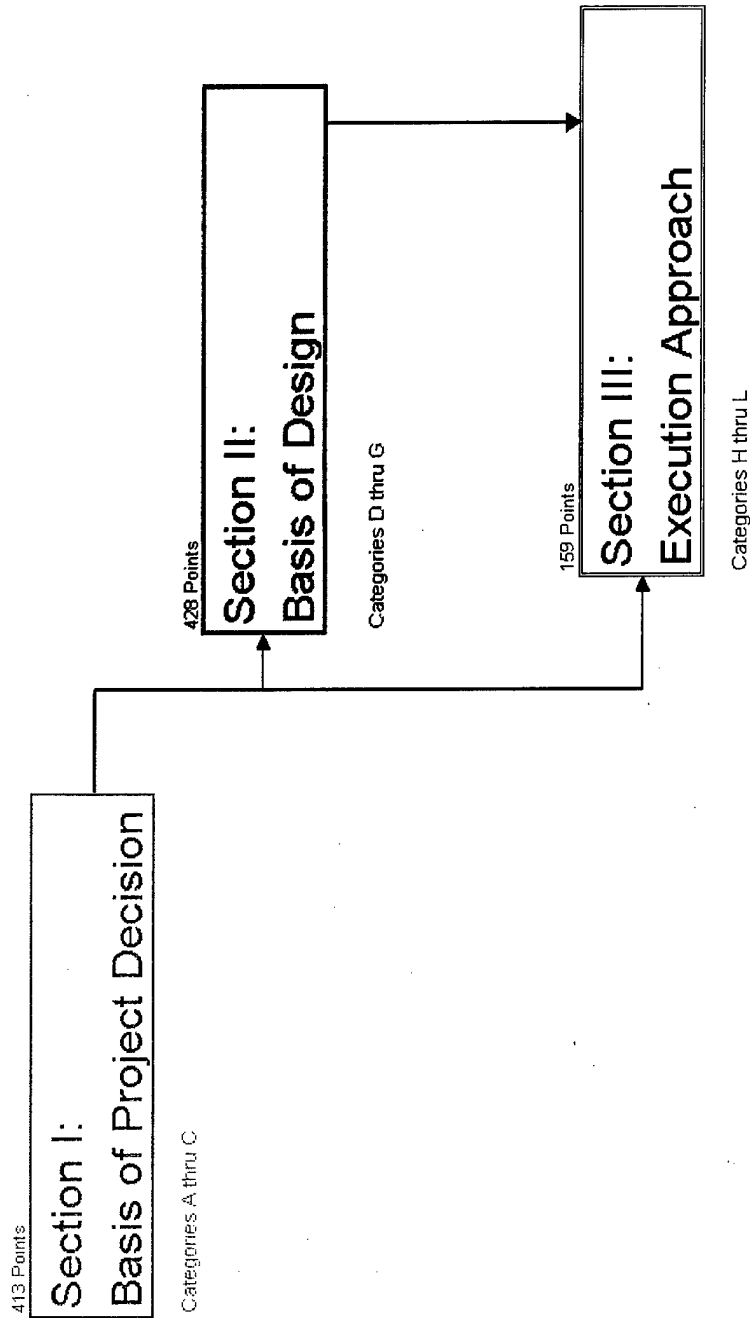 413 Points
Section I:
Basis of Project Decision
Categories A thru C
428 Points
Section II:
Basis of Design
Categories D thru G
159 Points
Section III:
Execution Approach
Categories H thru L